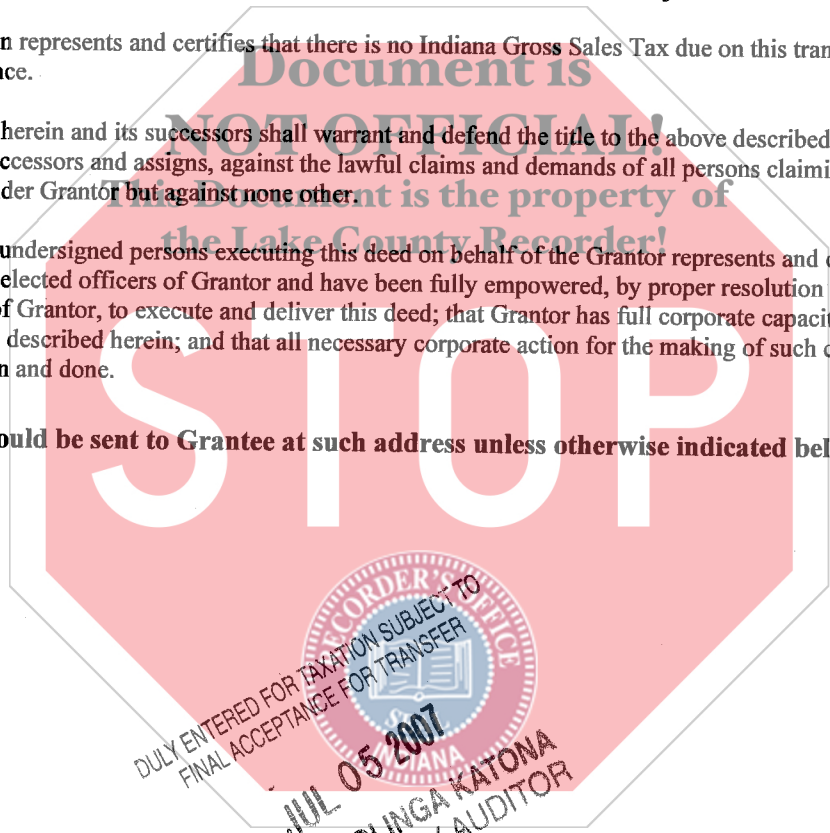 n represents and certifies that there is no Indiana Gross Sales Tax due on this tran
nce.
Document is
herein and its successors shall warrant and defend the title to the above described
NOT OFFICIAL!
ccessors and assigns, against the lawful claims and demands of all persons claimi
der Grantor but against none other.
This Document is the property of
the Lake County Recorder!
undersigned persons executing this deed on behalf of the Grantor represents and c
elected officers of Grantor and have been fully empowered, by proper resolution
of Grantor, to execute and deliver this deed; that Grantor has full corporate capacit
described herein; and that all necessary corporate action for the making of such c
n and done.
STOP
ould be sent to Grantee at such address unless otherwise indicated bel
RECORDER'S OFFICE
SEAL
INDIANA
DULY ENTERED FOR TAXATION SUBJECT TO
FINAL ACCEPTANCE FOR TRANSFER
JUL 05 2007
LINGA KATONA
AUDITOR